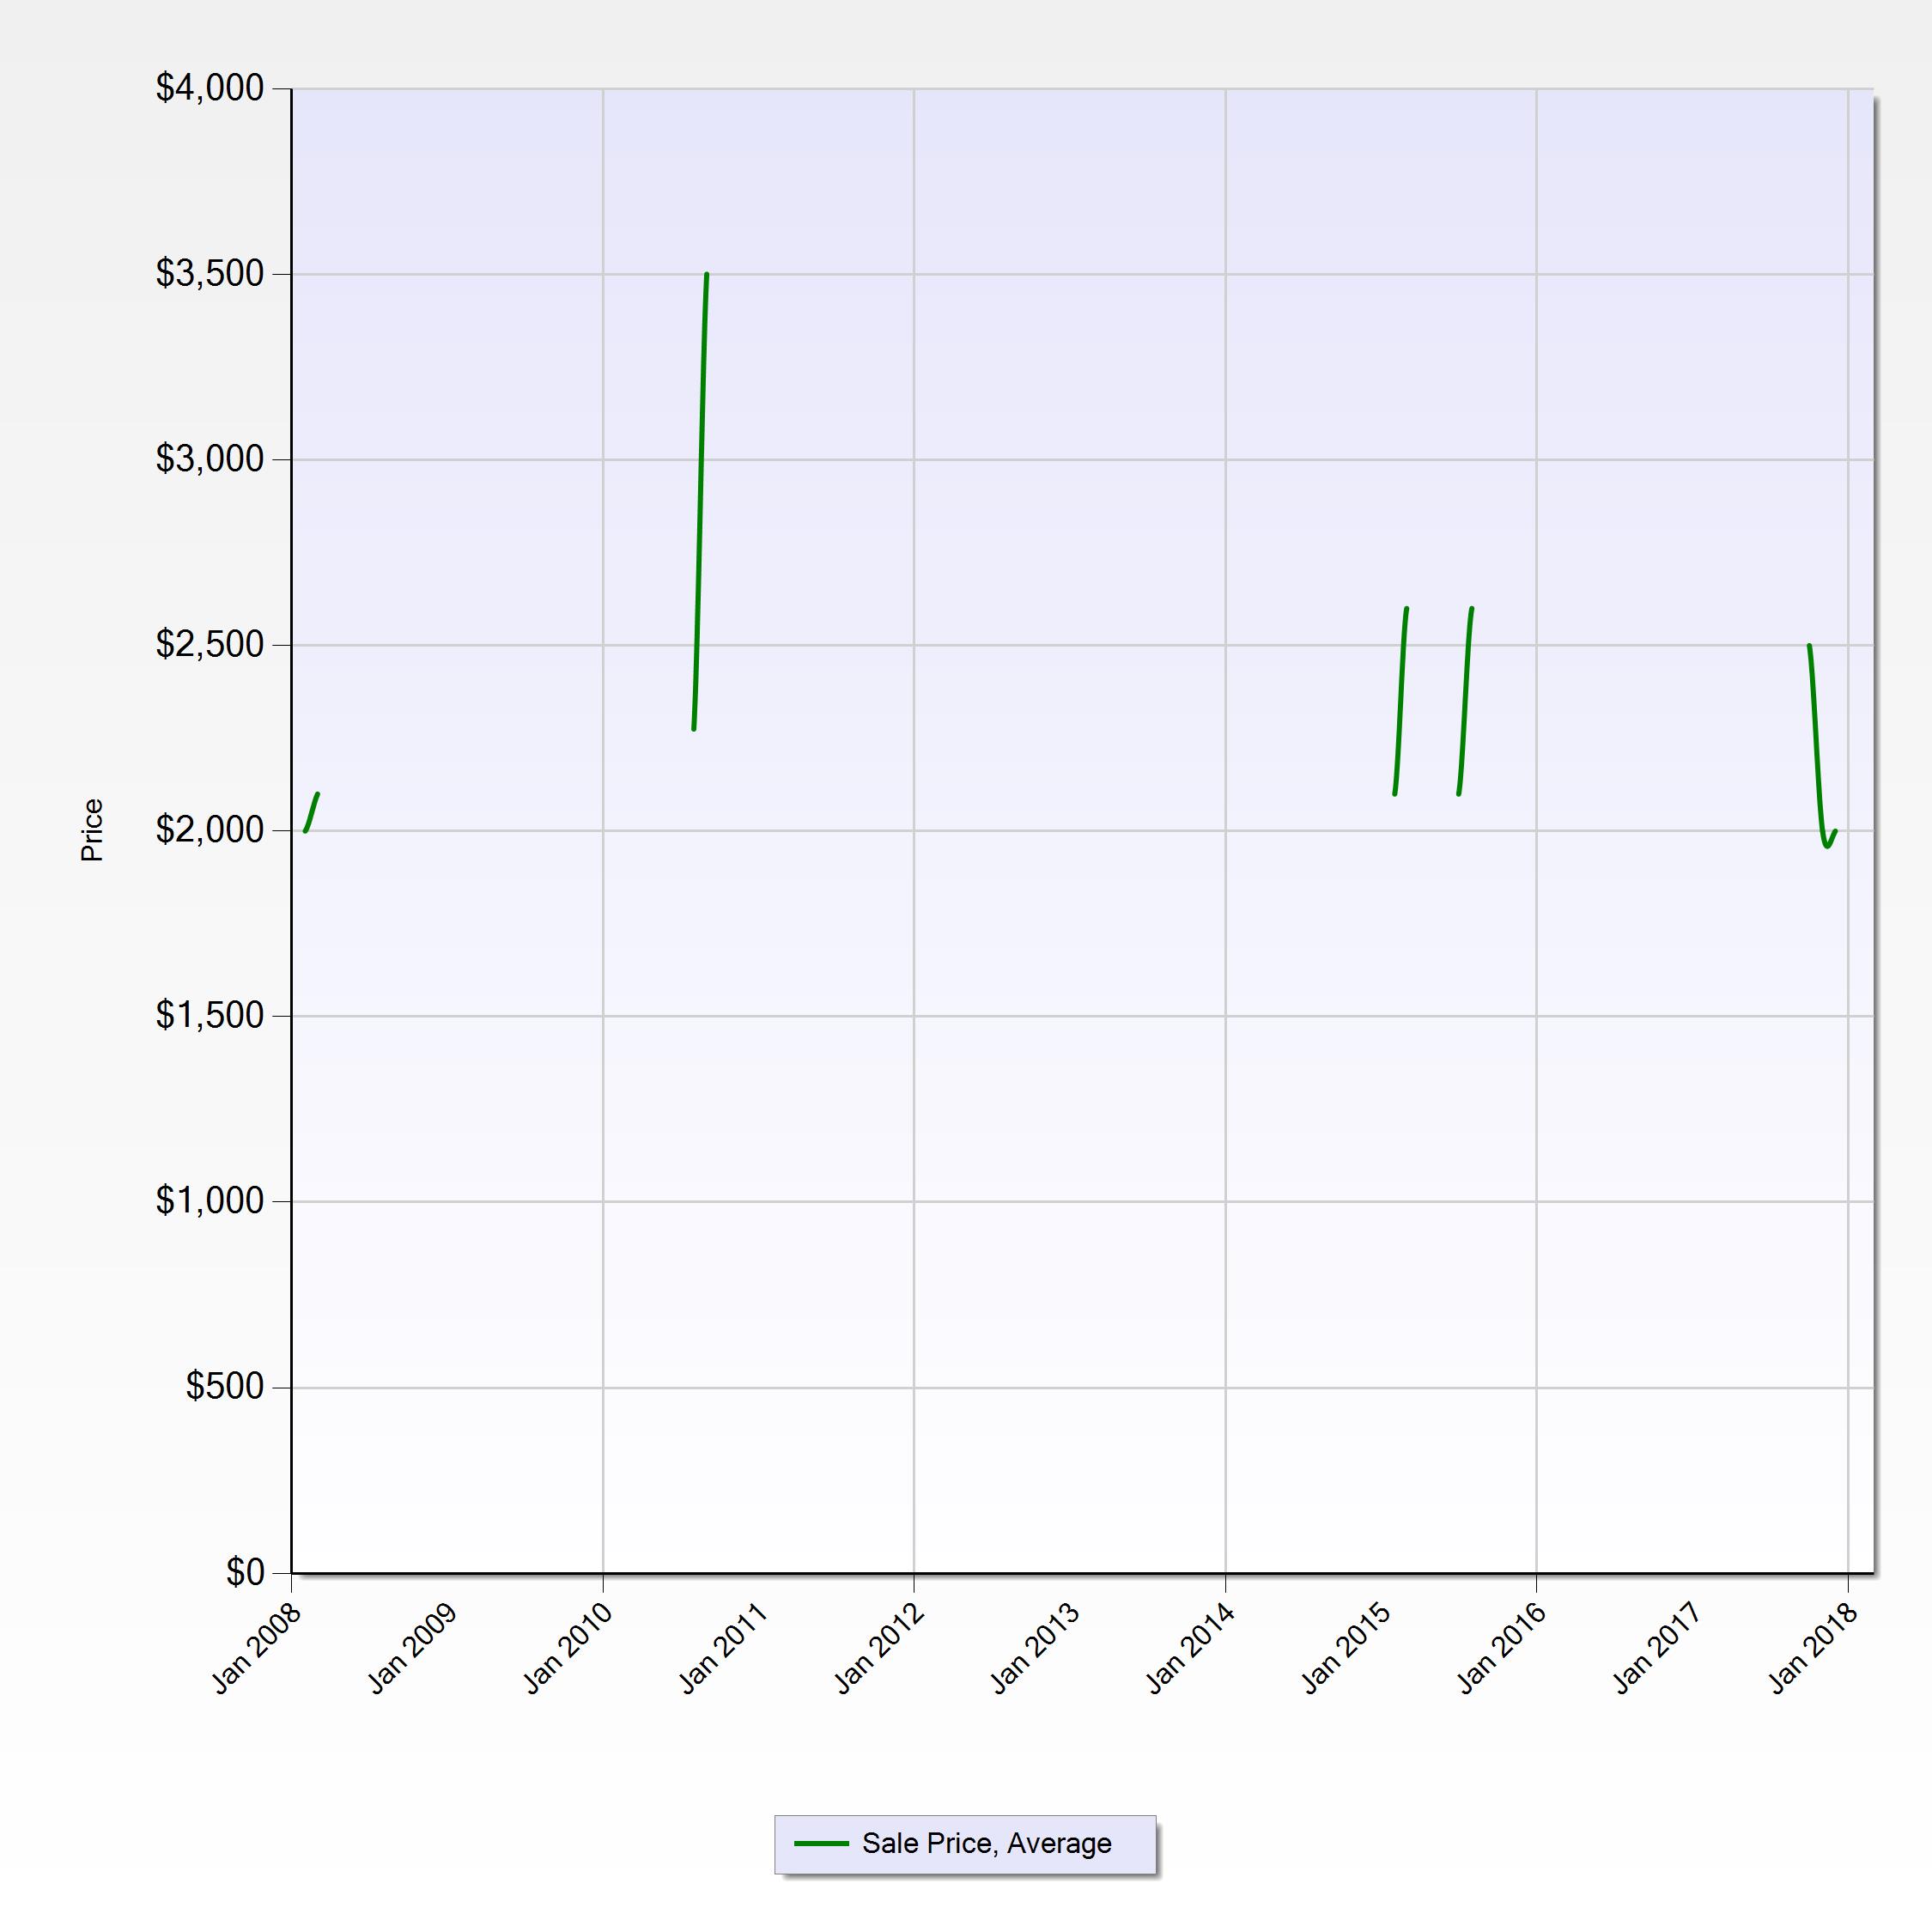 $4,000
$3,500
$3,000
$2,500
$2,000
$1,500
$1,000
$500
$0
Price
Jan 2008
Jan 2009
Jan 2010
Jan 2011
Jan 2012
Jan 2013
Jan 2014
Jan 2015
Jan 2016
Jan 2017
Jan 2018
Sale Price, Average